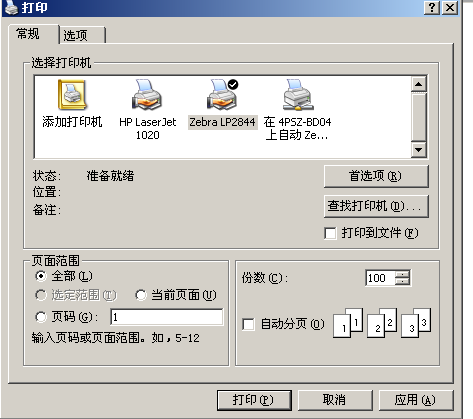 打印
常规 选项
选择打印机
添加打印机 HP LaserJet 1020 Zebra LP2844 在 4PSZ-BD04 上自动 Ze...
状态: 准备就绪
位置:
备注:
首选项(R)
查找打印机(D)...
打印到文件(F)
页面范围
全部(L)
选定范围(T) 当前页面(U)
页码(G): 1
输入页码或页面范围。如，5-12
份数(C): 100
自动分页(O) 1 1 2 2 3 3
打印(P) 取消 应用(A)